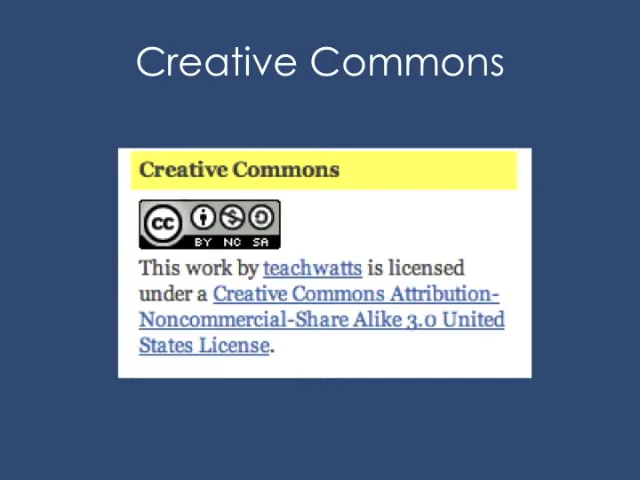 Creative Commons
Creative Commons
cc
BY NC SA
This work by teachwatts is licensed
under a Creative Commons Attribution-
Noncommercial-Share Alike 3.0 United
States License.